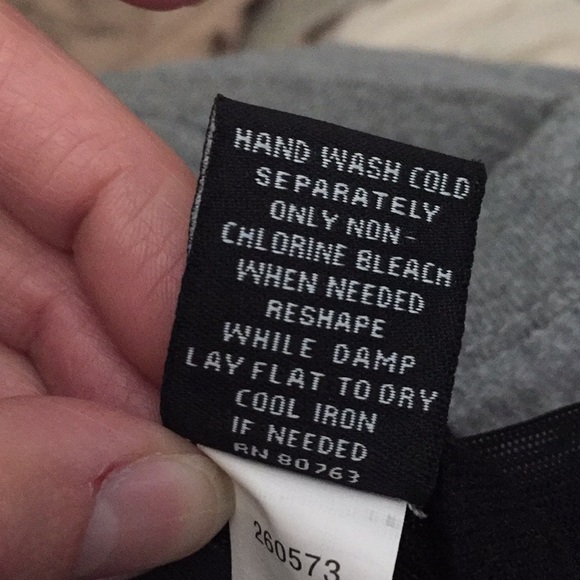 HAND WASH COLD
SEPARATELY
ONLY NON-
CHLORINE BLEACH
WHEN NEEDED
RESHAPE
WHILE DAMP
LAY FLAT TO DRY
COOL IRON
IF NEEDED
RN 80763
260573